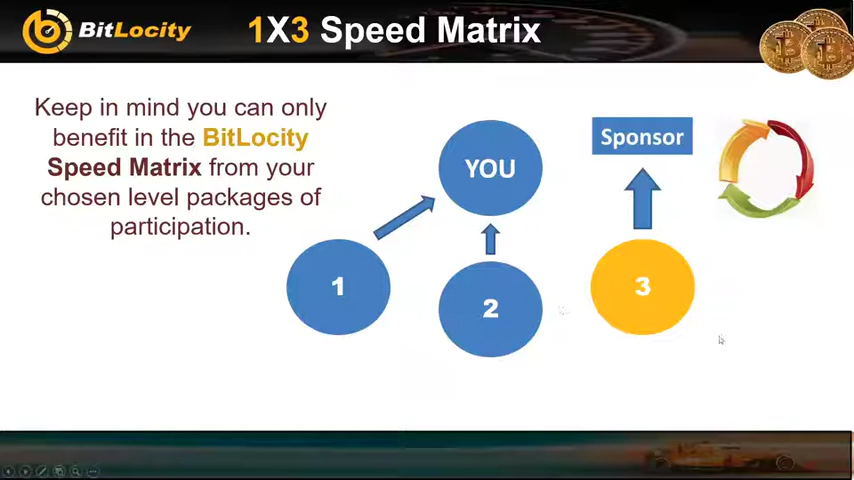 BitLocity
1X3 Speed Matrix
Keep in mind you can only
benefit in the BitLocity
Speed Matrix from your
chosen level packages of
participation.
YOU
Sponsor
1
2
3